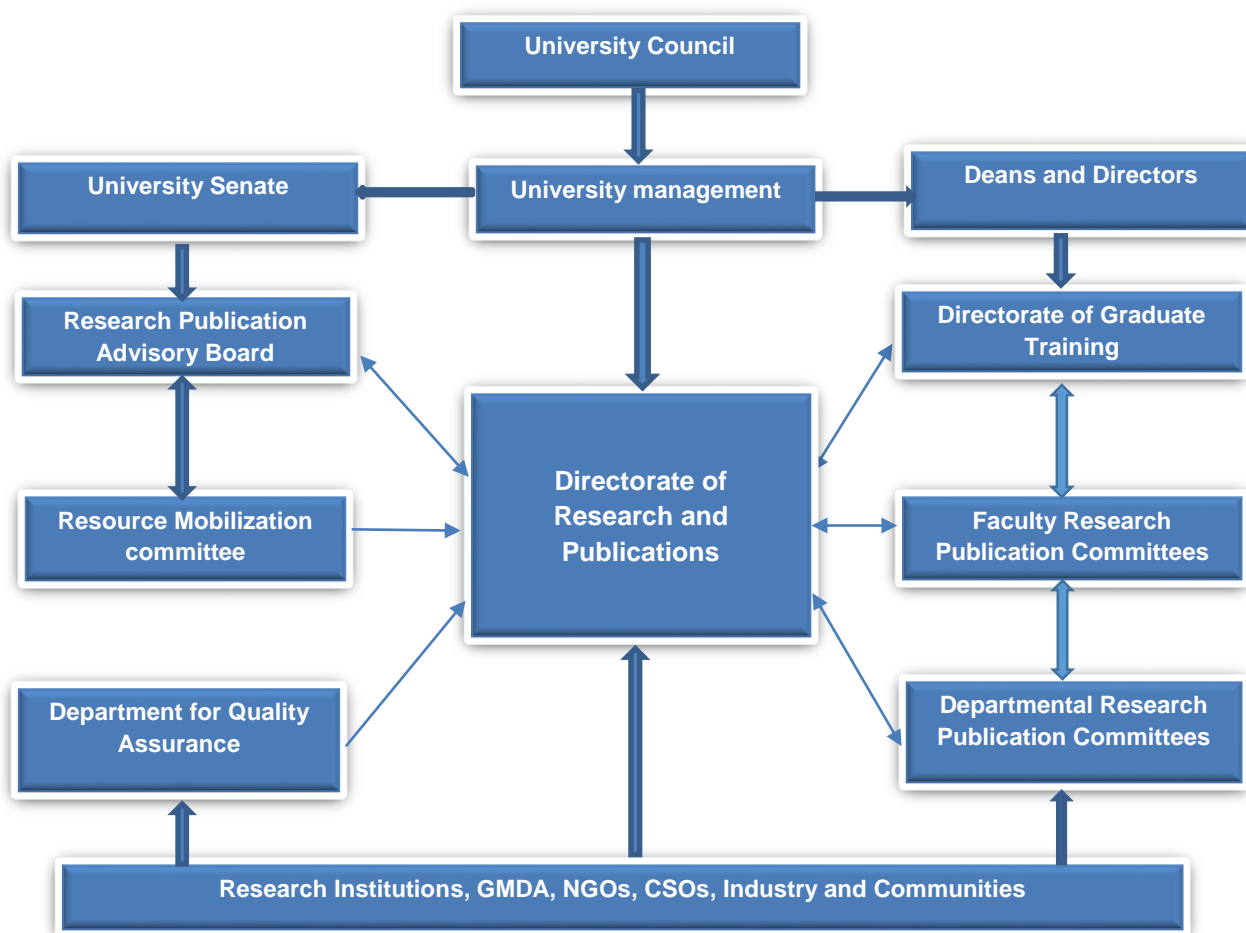 University Council
University Senate
University management
Deans and Directors
Research Publication
Advisory Board
Directorate of Graduate
Training
Directorate of
Research and
Publications
Resource Mobilization
committee
Faculty Research
Publication Committees
Department for Quality
Assurance
Departmental Research
Publication Committees
Research Institutions, GMDA, NGOs, CSOs, Industry and Communities